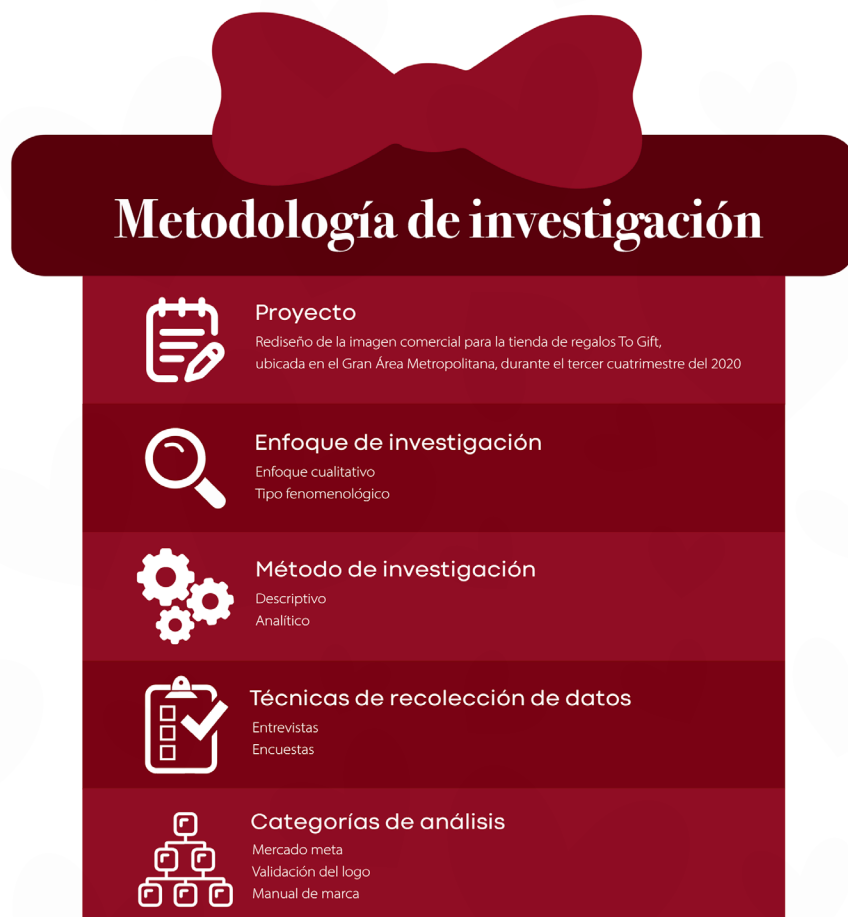 Metodología de investigación
Proyecto
Rediseño de la imagen comercial para la tienda de regalos To Gift,
ubicada en el Gran Área Metropolitana, durante el tercer cuatrimestre del 2020
Enfoque de investigación
Enfoque cualitativo
Tipo fenomenológico
Método de investigación
Descriptivo
Analítico
Técnicas de recolección de datos
Entrevistas
Encuestas
Categorías de análisis
Mercado meta
Validación del logo
Manual de marca